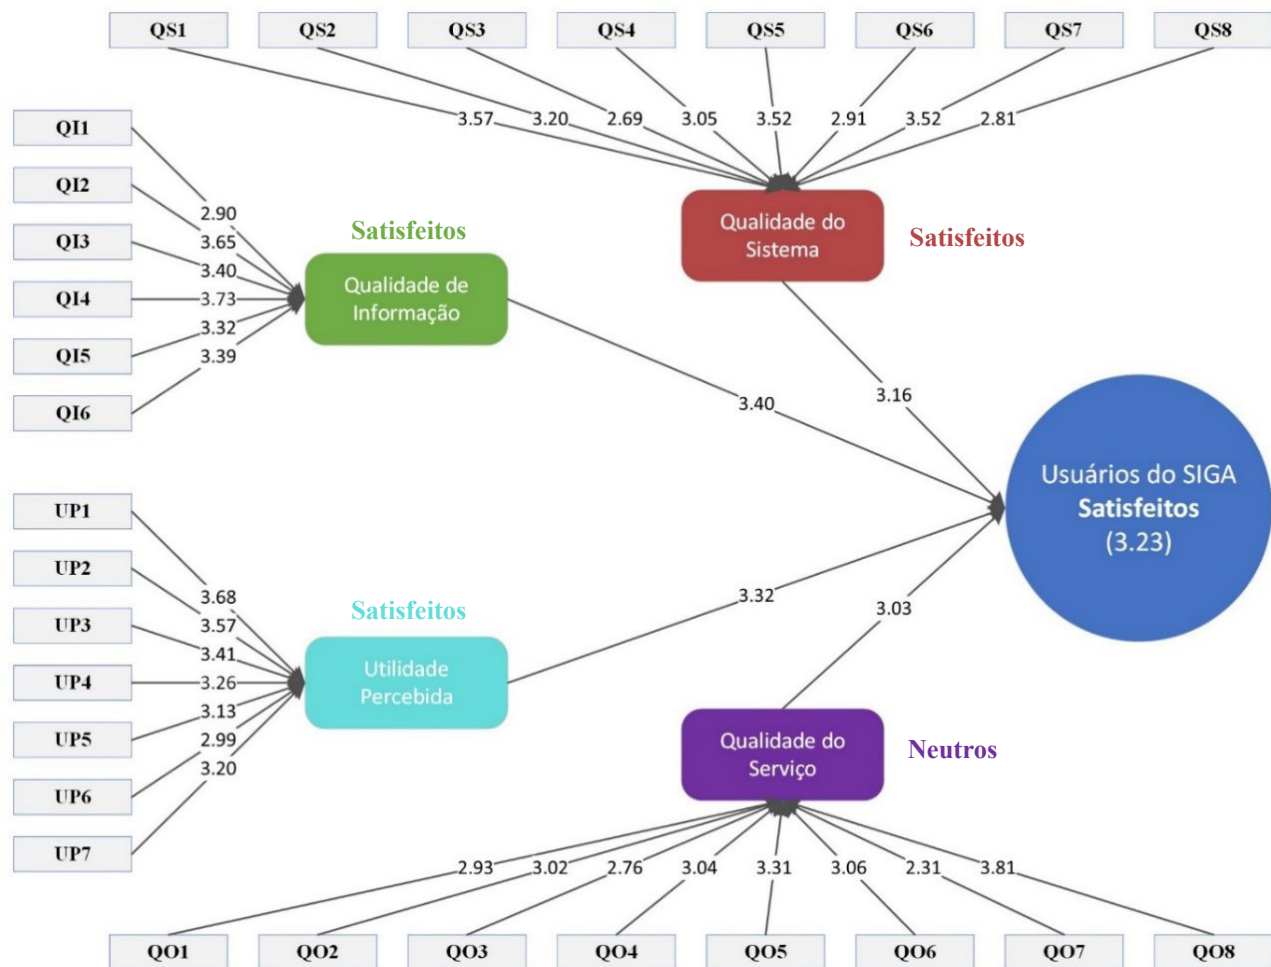 QS1 QS2 QS3 QS4 QS5 QS6 QS7 QS8
3.57 3.20 2.69 3.05 3.52 2.91 3.52 2.81
QI1
QI2
QI3
QI4
QI5
QI6
2.90
3.65
3.40
3.73
3.32
3.39
Satisfeitos
Qualidade de
Informação
Qualidade do
Sistema
Satisfeitos
3.40
3.16
Usuários do SIGA
Satisfeitos
(3.23)
UP1
UP2
UP3
UP4
UP5
UP6
UP7
3.68
3.57
3.41
3.26
3.13
2.99
3.20
Satisfeitos
Utilidade
Percebida
3.32
3.03
Qualidade do
Serviço
Neutros
2.93 3.02 2.76 3.04 3.31 3.06 2.31 3.81
QO1 QO2 QO3 QO4 QO5 QO6 QO7 QO8